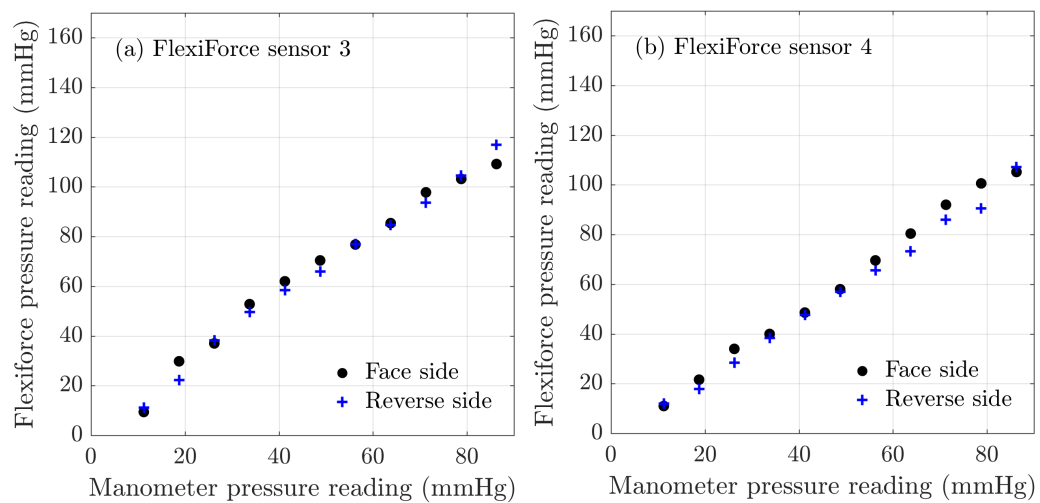 (a) FlexiForce sensor 3
Flexiforce pressure reading (mmHg)
160
140
120
100
80
60
40
20
0
Face side
Reverse side
0 20 40 60 80
Manometer pressure reading (mmHg)
(b) FlexiForce sensor 4
Flexiforce pressure reading (mmHg)
160
140
120
100
80
60
40
20
0
Face side
Reverse side
0 20 40 60 80
Manometer pressure reading (mmHg)